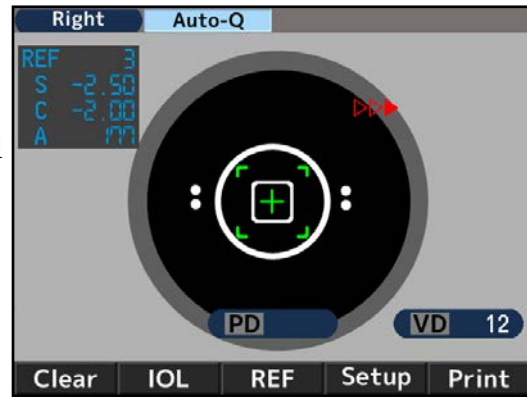 Right Auto-Q
REF 3
S -2.50
C -2.00
A 177
PD VD 12
Clear IOL REF Setup Print